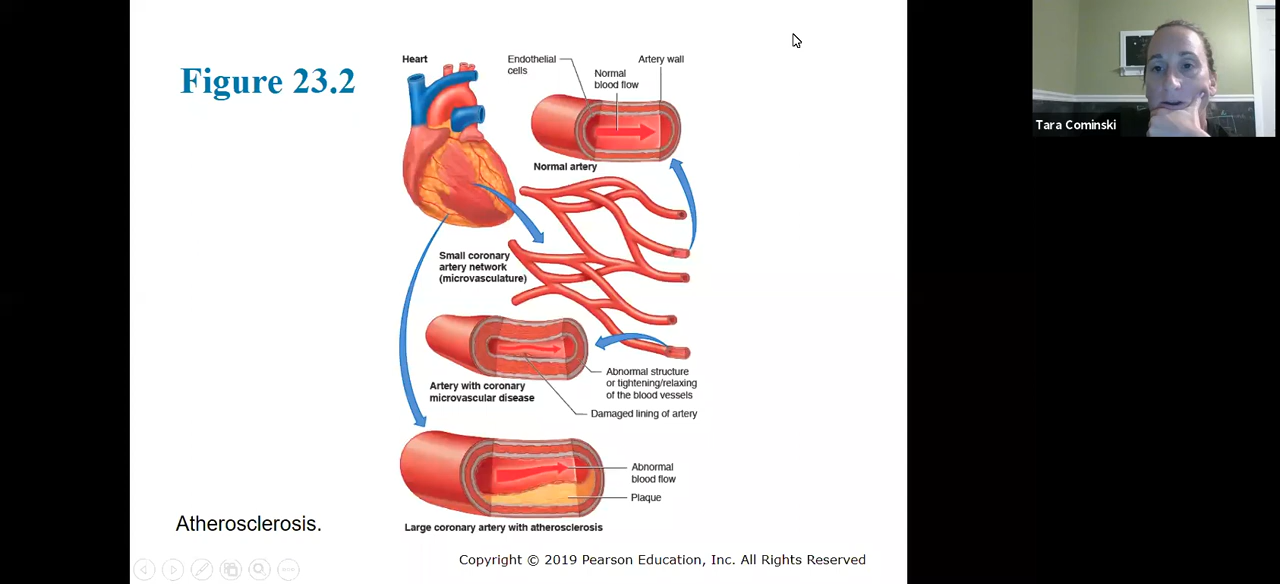 Figure 23.2
Heart
Endothelial
cells
Normal
blood flow
Artery wall
Normal artery
Small coronary
artery network
(microvasculature)
Artery with coronary
microvascular disease
Abnormal structure
or tightening/relaxing
of the blood vessels
Damaged lining of artery
Abnormal
blood flow
Plaque
Large coronary artery with atherosclerosis
Atherosclerosis.
Copyright © 2019 Pearson Education, Inc. All Rights Reserved
Tara Cominski